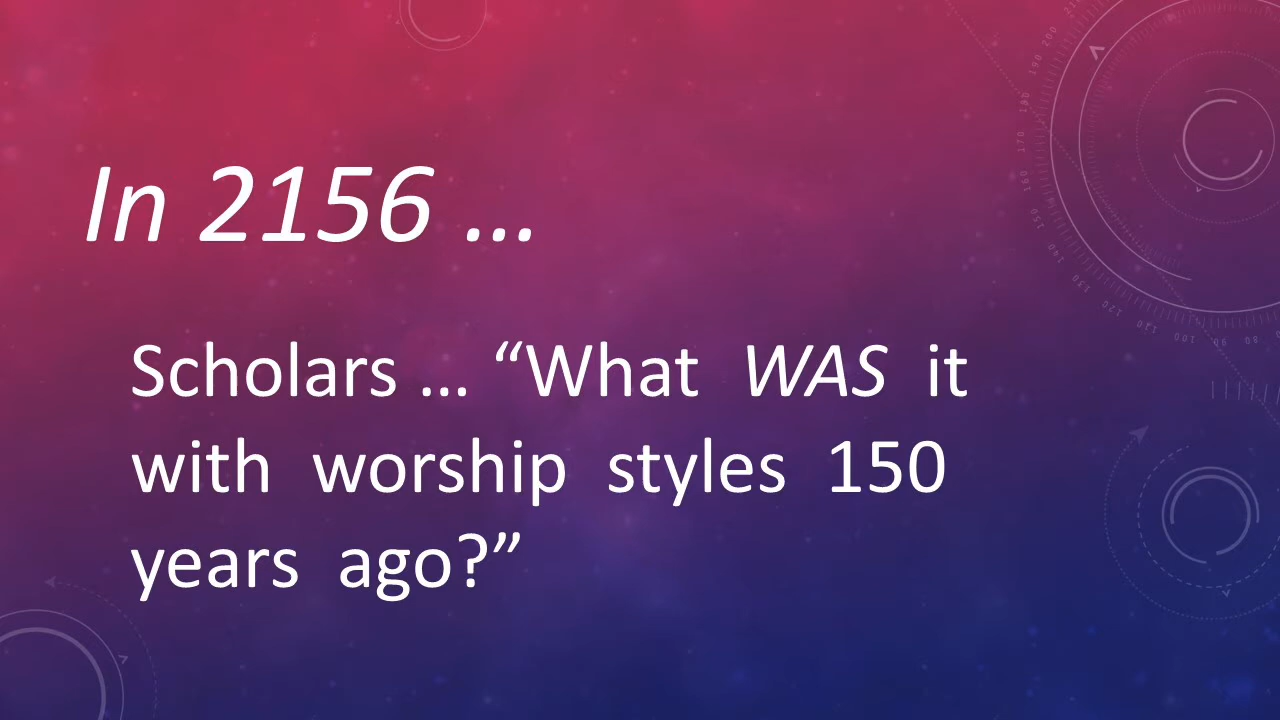 In 2156 …
Scholars … “What WAS it
with worship styles 150
years ago?”